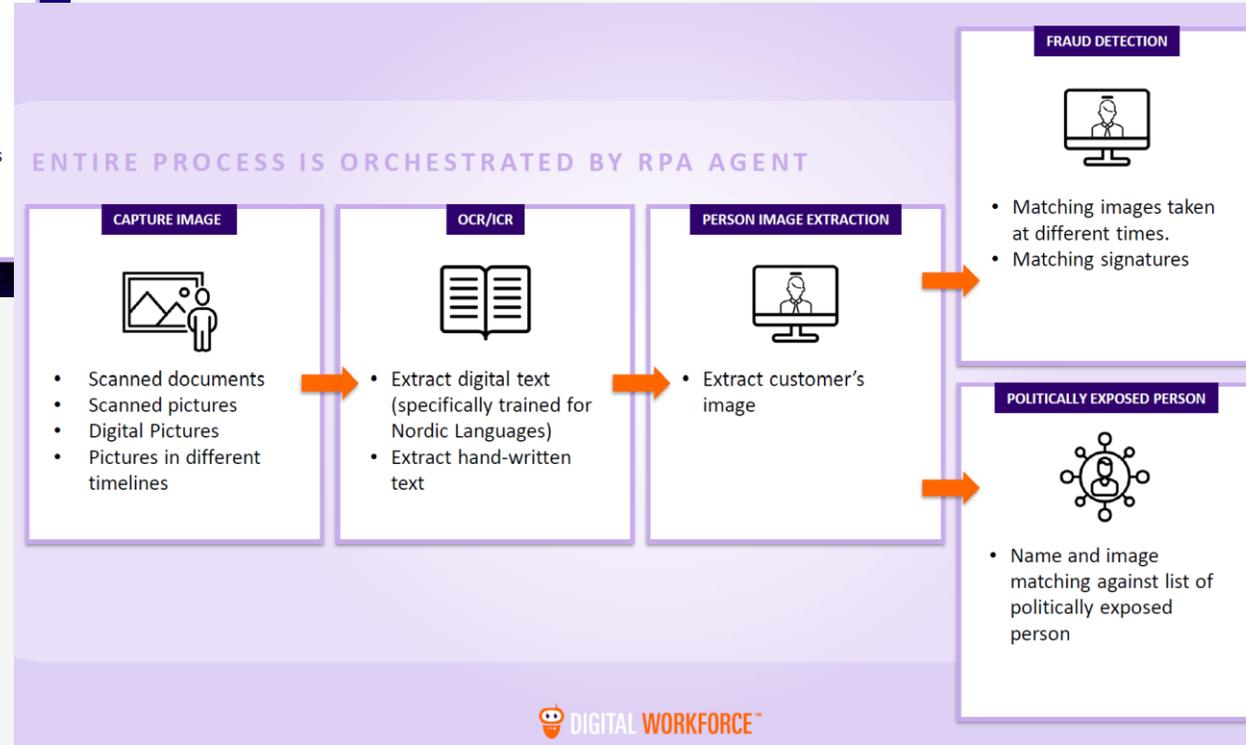 ENTIRE PROCESS IS ORCHESTRATED BY RPA AGENT
CAPTURE IMAGE
• Scanned documents
• Scanned pictures
• Digital Pictures
• Pictures in different
timelines
OCR/ICR
• Extract digital text
(specifically trained for
Nordic Languages)
• Extract hand-written
text
PERSON IMAGE EXTRACTION
• Extract customer's
image
FRAUD DETECTION
• Matching images taken
at different times.
• Matching signatures
POLITICALLY EXPOSED PERSON
• Name and image
matching against list of
politically exposed
person
DIGITAL WORKFORCE™